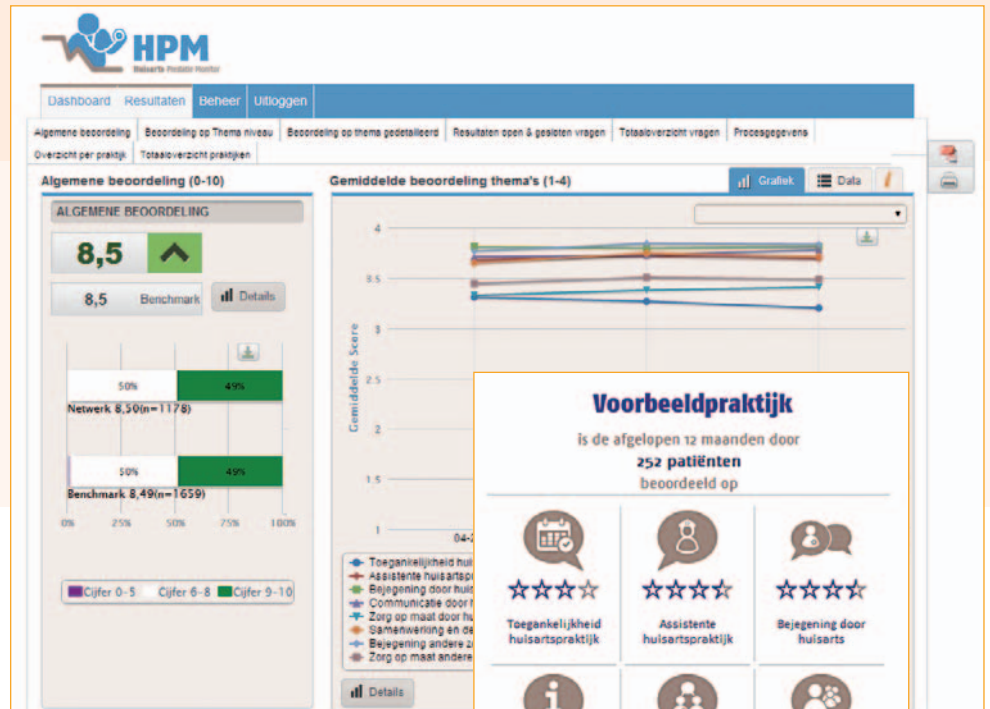 HPM
Huisarts Prestatie Monitor
Dashboard Resultaten Beheer Uitloggen
Algemene beoordeling Beoordeling op Thema niveau Beoordeling op thema gedetailleerd Resultaten open & gesloten vragen Totaaloverzicht vragen Procesgegevens
Overzicht per praktijk Totaaloverzicht praktijken
Algemene beoordeling (0-10)
ALGEMENE BEOORDELING
8,5
8,5 Benchmark Details
50% 49%
Netwerk 8,50(n=1178)
50% 49%
Benchmark 8,49(n=1659)
0% 25% 50% 75% 100%
Cijfer 0-5 Cijfer 6-8 Cijfer 9-10
Gemiddelde beoordeling thema's (1-4)
Grafiek Data
Gemiddelde Score
4
3.5
3
2.5
2
1.5
1
04-2
Toegankelijkheid hui
Assistente huisartspr
Bejegening door huis
Communicatie door h
Zorg op maat door hu
Samenwerking en de
Bejegening andere zo
Zorg op maat andere
Details
Voorbeeldpraktijk
is de afgelopen 12 maanden door
252 patiënten
beoordeeld op
Toegankelijkheid
huisartspraktijk
Assistente
huisartspraktijk
Bejegening door
huisarts